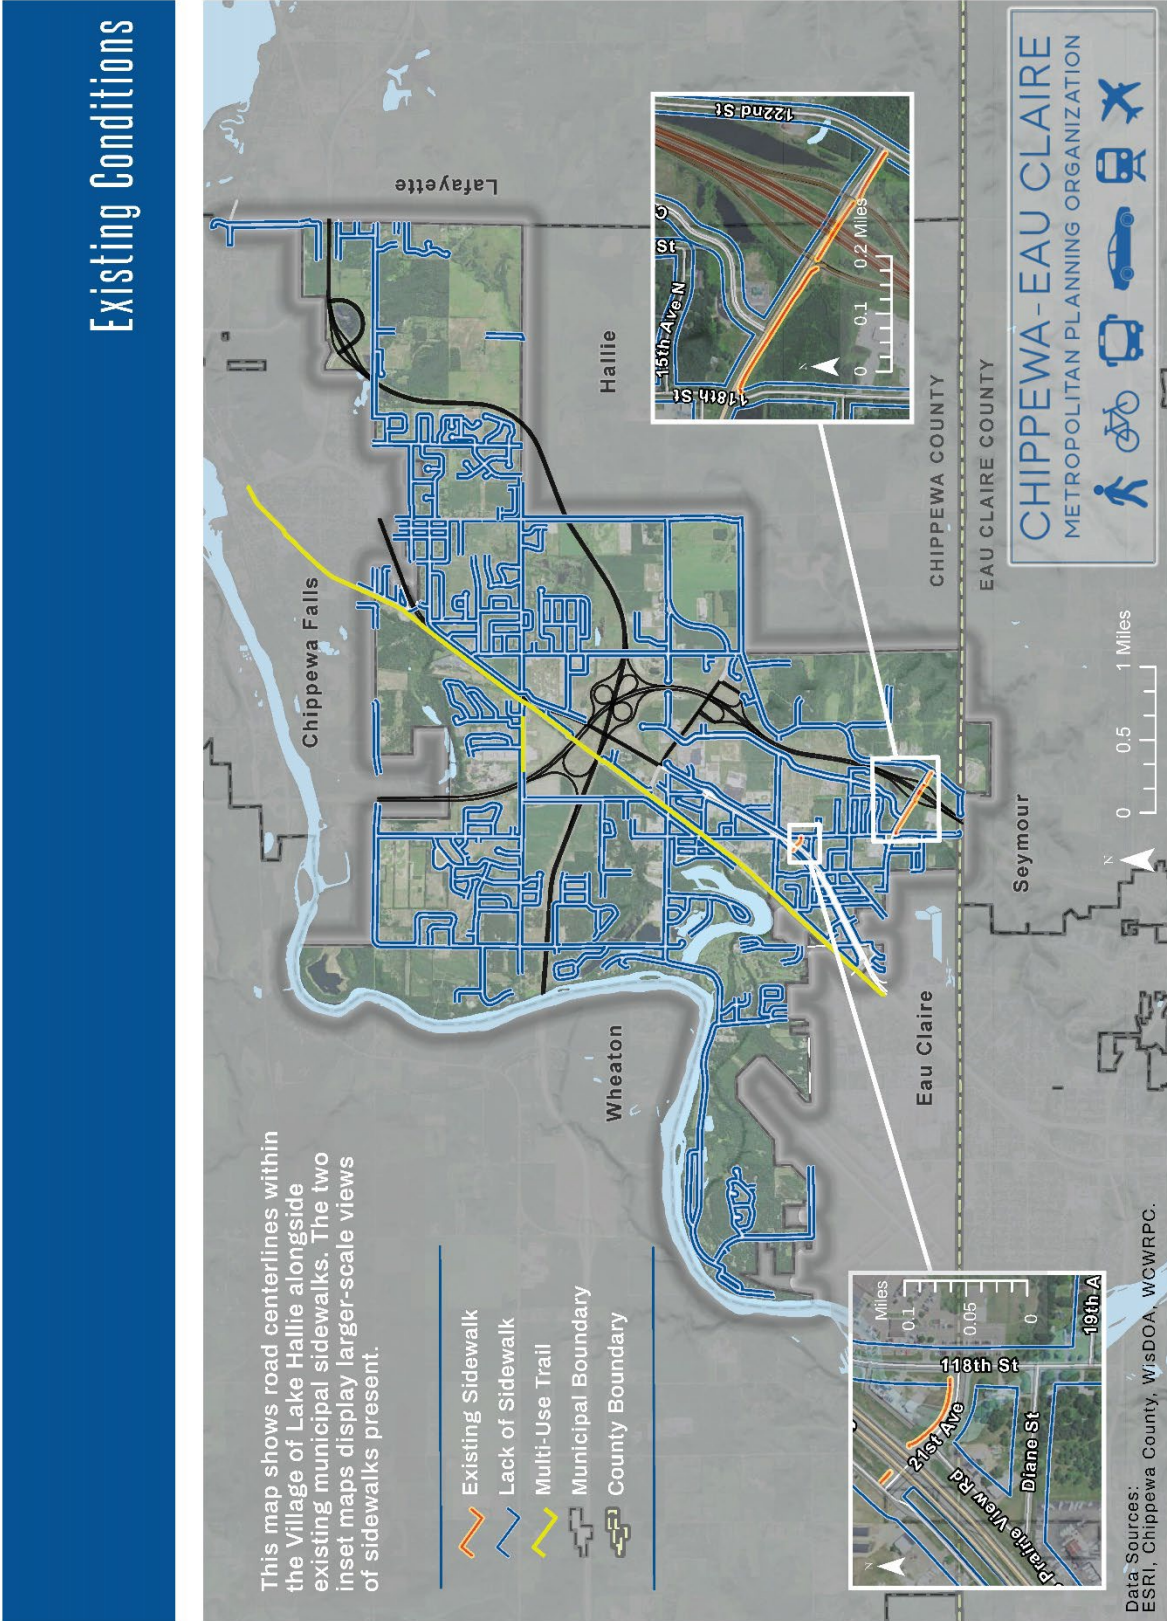 Existing Conditions
This map shows road centerlines within
the Village of Lake Hallie alongside
existing municipal sidewalks. The two
inset maps display larger-scale views
of sidewalks present.
Existing Sidewalk
Lack of Sidewalk
Multi-Use Trail
Municipal Boundary
County Boundary
Chippewa Falls
Lafayette
Hallie
Wheaton
Eau Claire
Seymour
CHIPPEWA COUNTY
EAU CLAIRE COUNTY
N
0 0.5 1 Miles
122nd St
15th Ave N
St
118th St
N
0 0.1 0.2 Miles
N
Miles
0.1
0.05
0
118th St
21st Ave
Prairie View Rd
Diane St
19th A
CHIPPEWA-EAU CLAIRE
METROPOLITAN PLANNING ORGANIZATION
Data Sources:
ESRI, Chippewa County, WisDOA, WCWRPC.